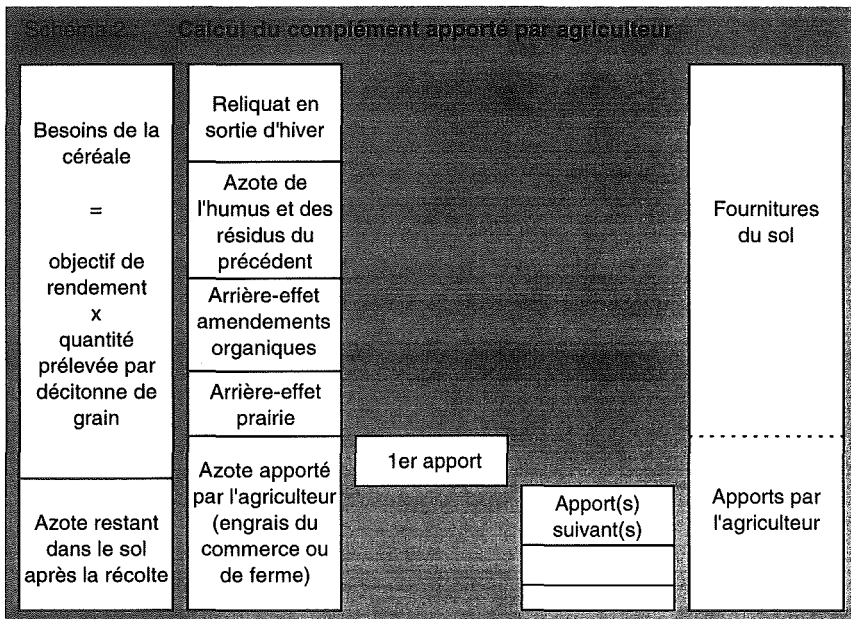 Schéma 2 Calcul du complément apporté par agriculteur
Besoins de la
céréale
=
objectif de
rendement
x
quantité
prélevée par
décitonne de
grain
Azote restant
dans le sol
après la récolte
Reliquat en
sortie d'hiver
Azote de
l'humus et des
résidus du
précédent
Arrière-effet
amendements
organiques
Arrière-effet
prairie
Azote apporté
par l'agriculteur
(engrais du
commerce ou
de ferme)
1er apport
Apport(s)
suivant(s)
Fournitures
du sol
Apports par
l'agriculteur